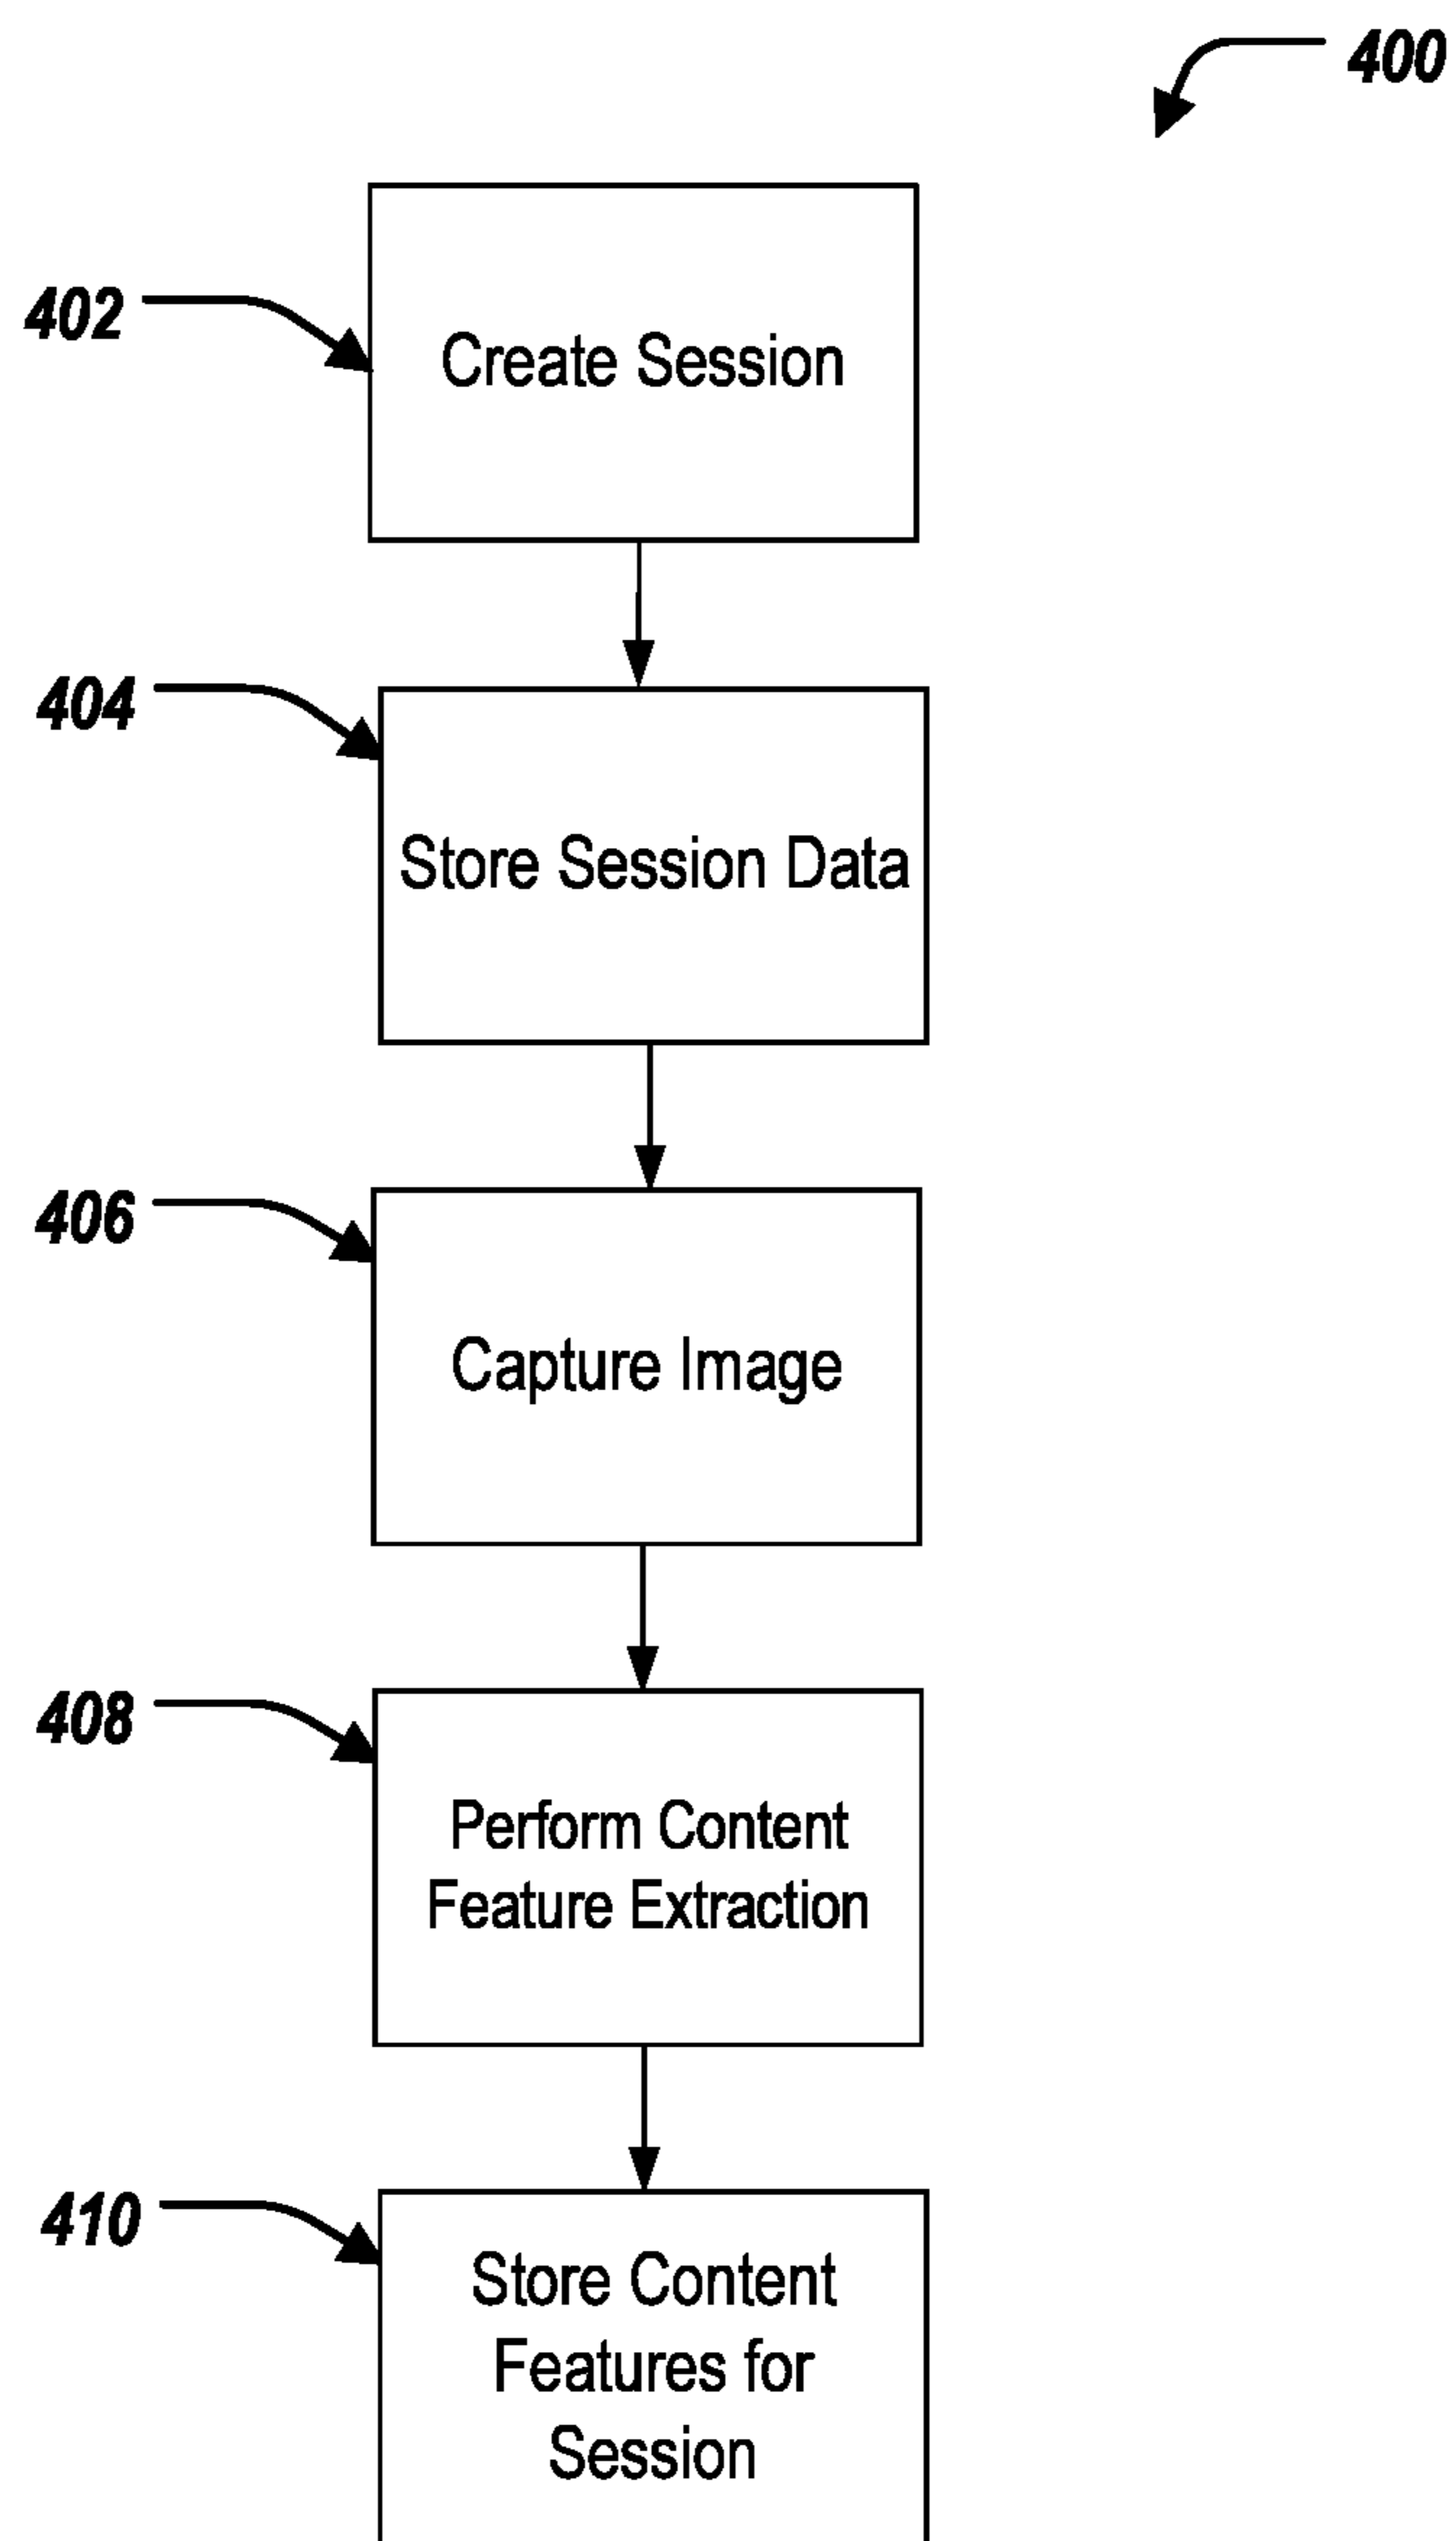 400
402
Create Session
404
Store Session Data
406
Capture Image
408
Perform Content
Feature Extraction
410
Store Content
Features for
Session